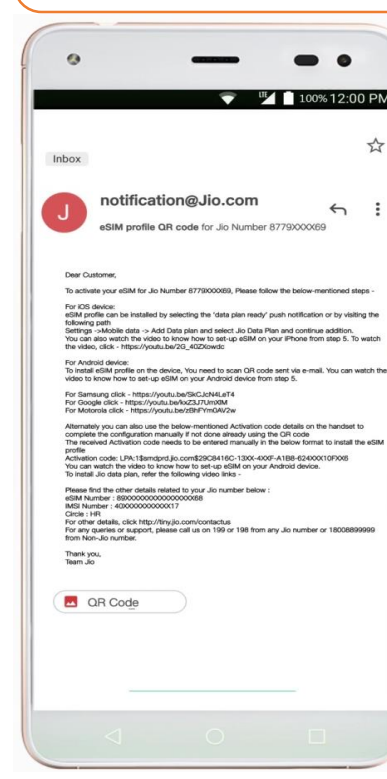 LTE 100% 12:00 PM
Inbox
J
notification@Jio.com
eSIM profile QR code for Jio Number 8779XXXX69
Dear Customer,
To activate your eSIM for Jio Number 8779XXXX69, Please follow the below-mentioned steps -
For iOS device:
eSIM profile can be installed by selecting the 'data plan ready' push notification or by visiting the
following path
Settings ->Mobile data -> Add Data plan and select Jio Data Plan and continue addition.
You can also watch the video to know how to set-up eSIM on your iPhone from step 5. To watch
the video, click - https://youtu.be/2G_40ZXowdc
For Android device:
To install eSIM profile on the device, You need to scan QR code sent via e-mail. You can watch the
video to know how to set-up eSIM on your Android device from step 5.
For Samsung click - https://youtu.be/SkCJcN4LeT4
For Google click - https://youtu.be/kxZ3J7UmXlM
For Motorola click - https://youtu.be/zBhFYm0AV2w
Alternately you can also use the below-mentioned Activation code details on the handset to
complete the configuration manually if not done already using the QR code
The received Activation code needs to be entered manually in the below format to install the eSIM
profile
Activation code: LPA:1$smdprd.jio.com$29C8416C-13XX-4XXF-A1B8-624XXX10FXX6
You can watch the video to know how to set-up eSIM on your Android device.
To install Jio data plan, refer the following video links -
Please find the other details related to your Jio number below :
eSIM Number : 89XXXXXXXXXXXXXXXX68
IMSI Number : 40XXXXXXXXXX17
Circle : HR
For other details, click http://tiny.jio.com/contactus
For any queries or support, please call us on 199 or 198 from any Jio number or 18008899999
from Non-Jio number.
Thank you,
Team Jio
QR Code